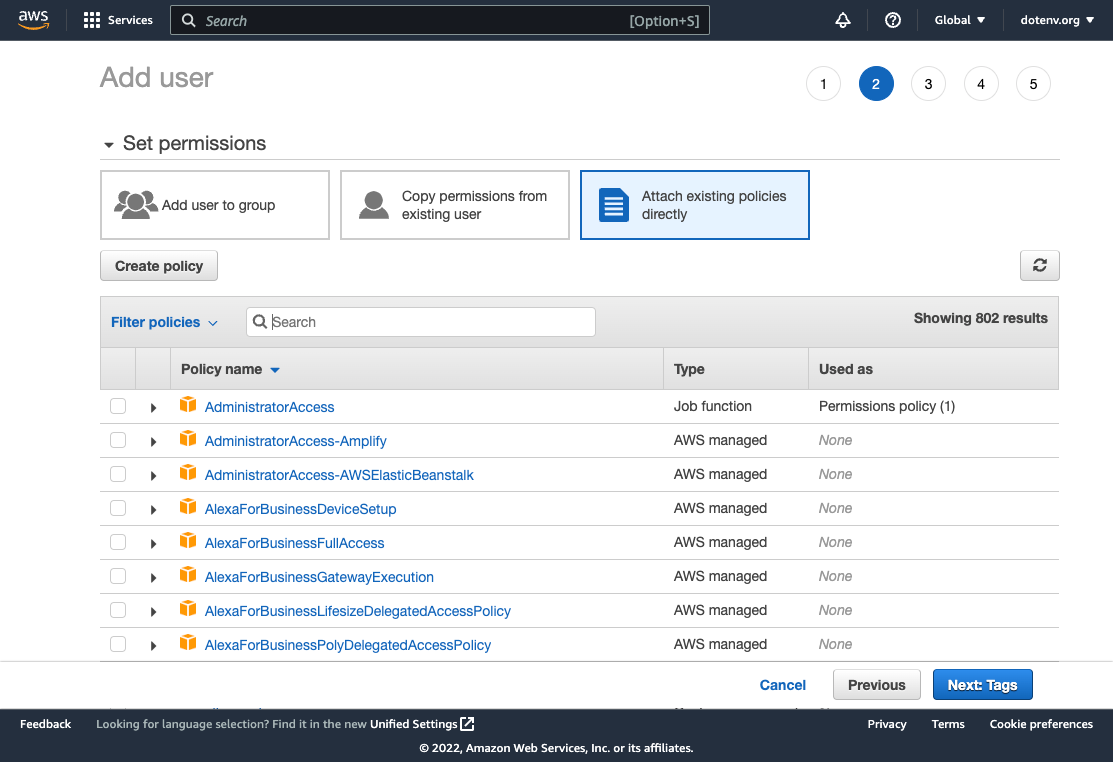 aws Services Search [Option+S] Global dotenv.org
Add user 1 2 3 4 5
Set permissions
Add user to group
Copy permissions from
existing user
Attach existing policies
directly
Create policy
Filter policies Search Showing 802 results
Policy name Type Used as
AdministratorAccess Job function Permissions policy (1)
AdministratorAccess-Amplify AWS managed None
AdministratorAccess-AWSElasticBeanstalk AWS managed None
AlexaForBusinessDeviceSetup AWS managed None
AlexaForBusinessFullAccess AWS managed None
AlexaForBusinessGatewayExecution AWS managed None
AlexaForBusinessLifesizeDelegatedAccessPolicy AWS managed None
AlexaForBusinessPolyDelegatedAccessPolicy AWS managed None
Cancel Previous Next: Tags
Feedback Looking for language selection? Find it in the new Unified Settings Privacy Terms Cookie preferences
© 2022, Amazon Web Services, Inc. or its affiliates.